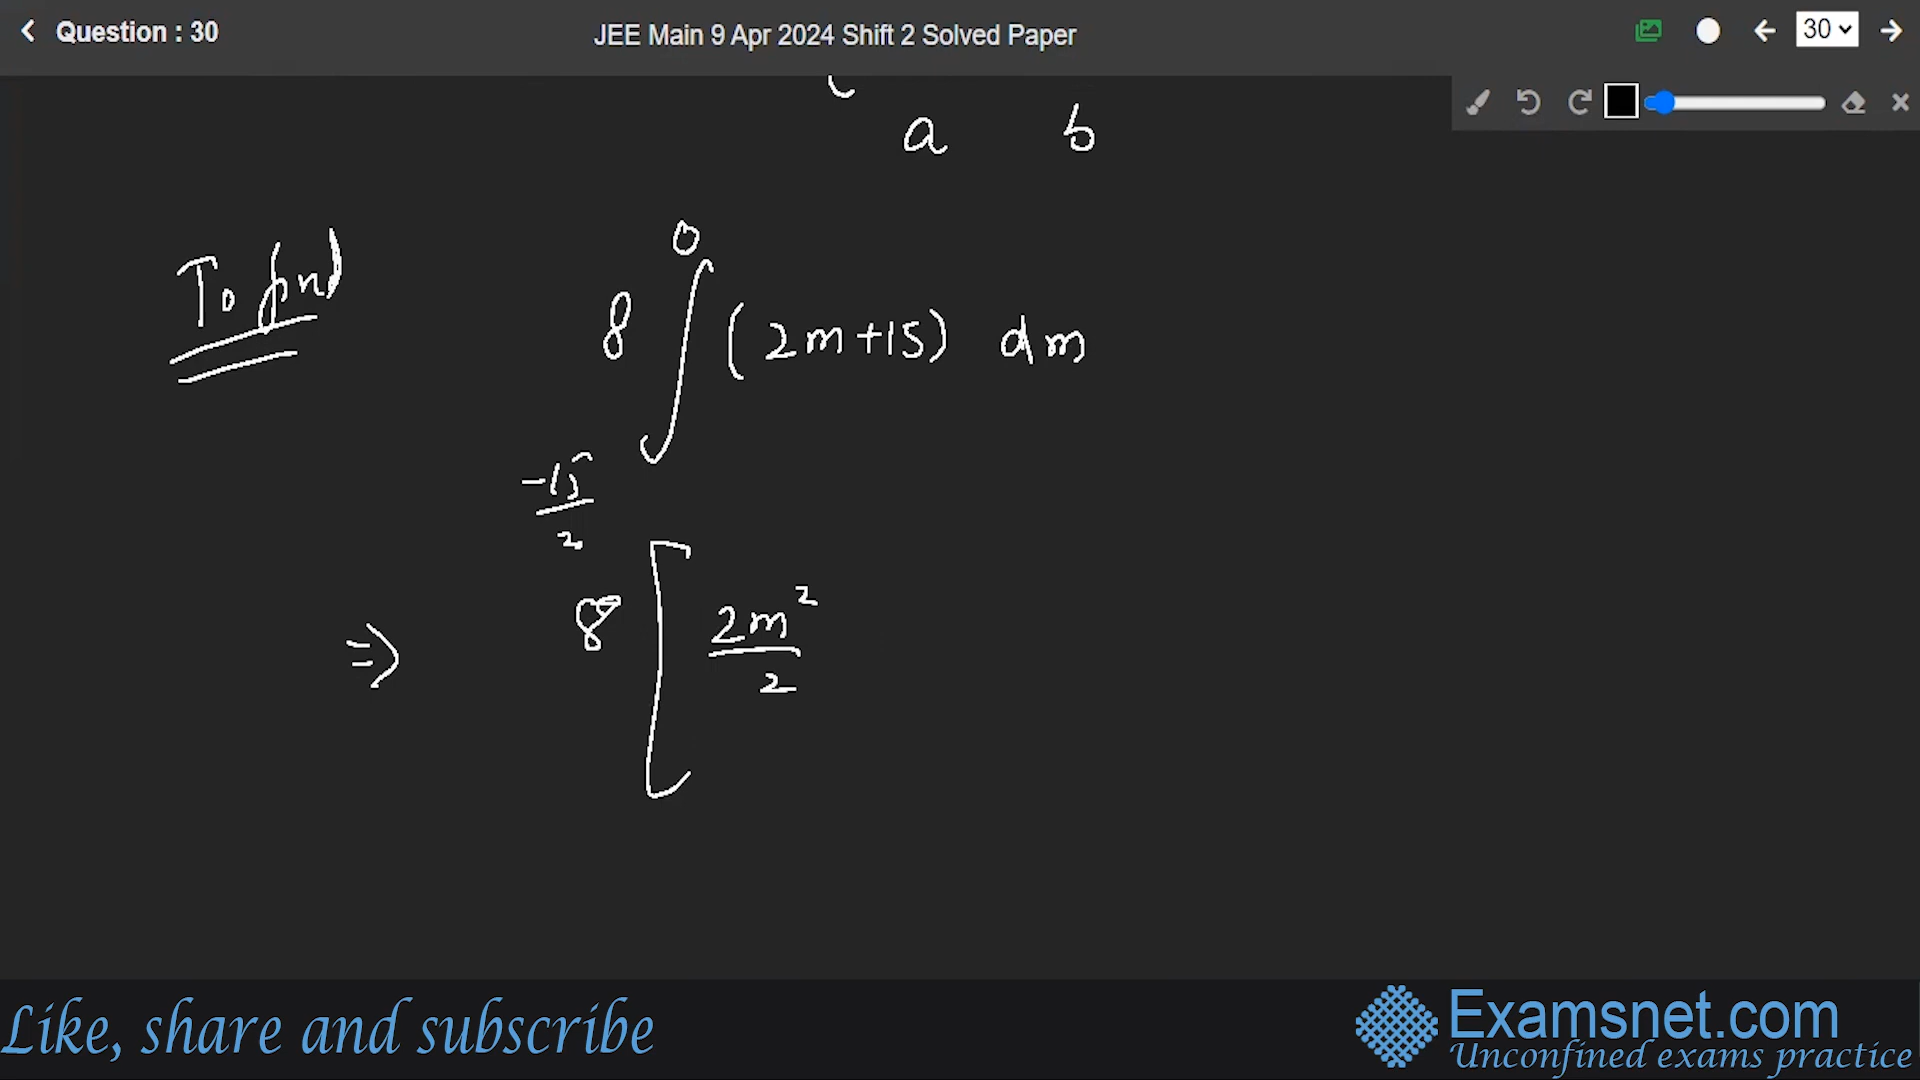 Question : 30
JEE Main 9 Apr 2024 Shift 2 Solved Paper
30
a b
To find
8 ∫ (2m+15) dm
0
-15/2
⇒ 8 [ 2m²/2
Like, share and subscribe
Examsnet.com
Unconfined exams practice